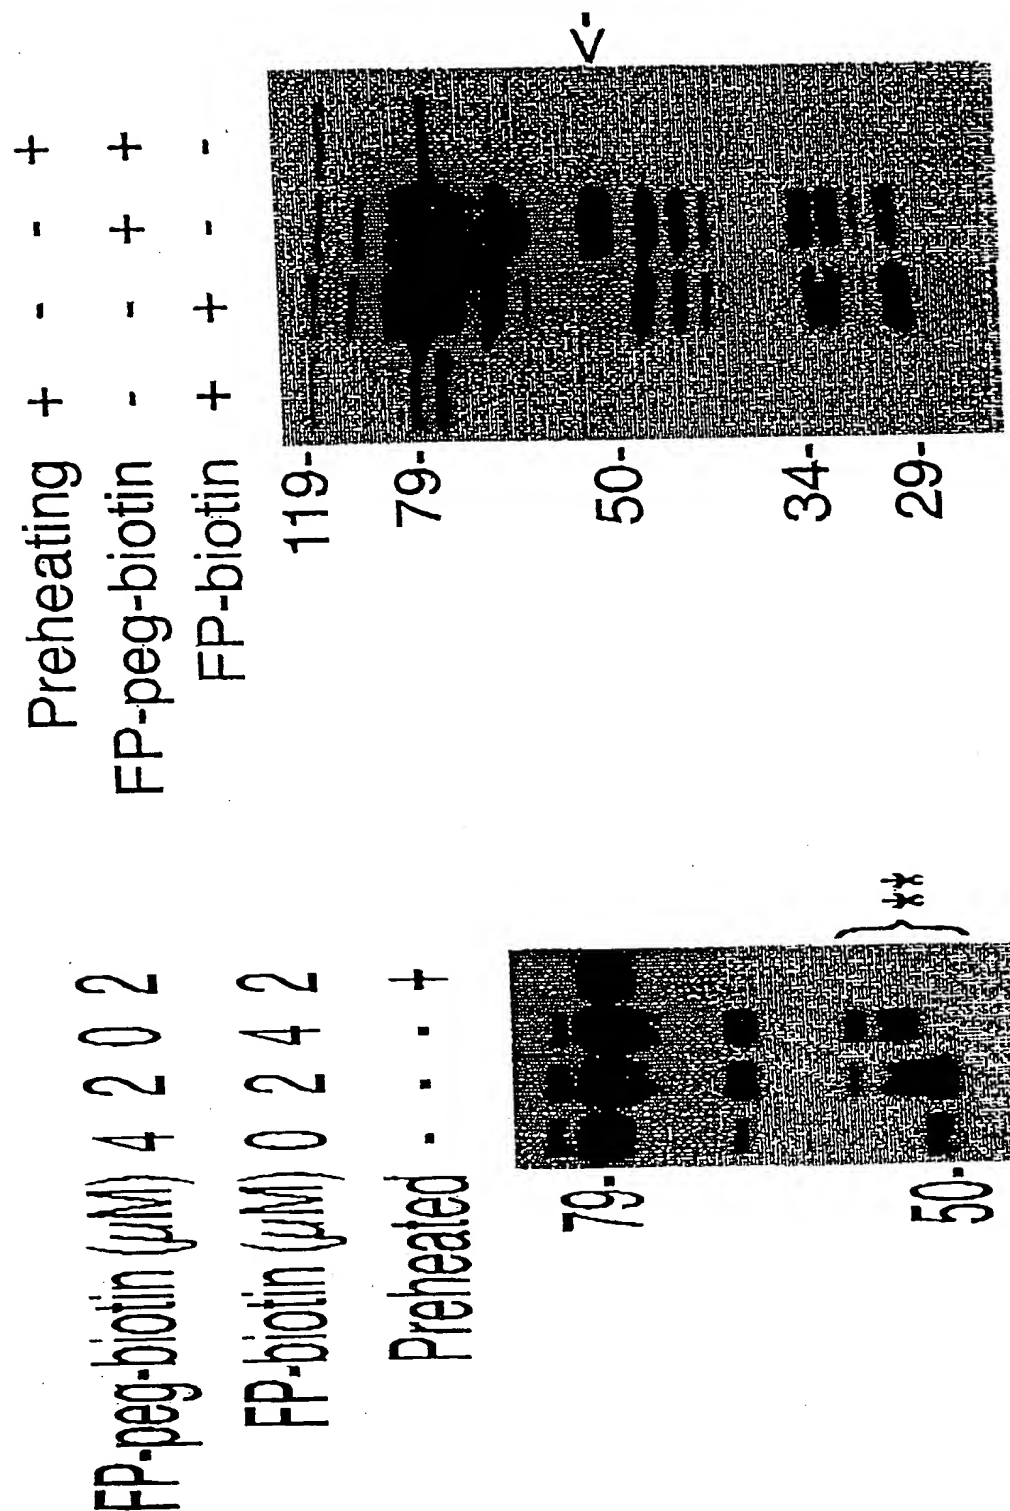 Preheating + - - +
FP-peg-biotin - - + +
FP-biotin + + - -
119-
79-
50-
34-
29-
FP-peg-biotin (µM) 4 2 0 2
FP-biotin (µM) 0 2 4 2
Preheated - - - +
79-
50-
**